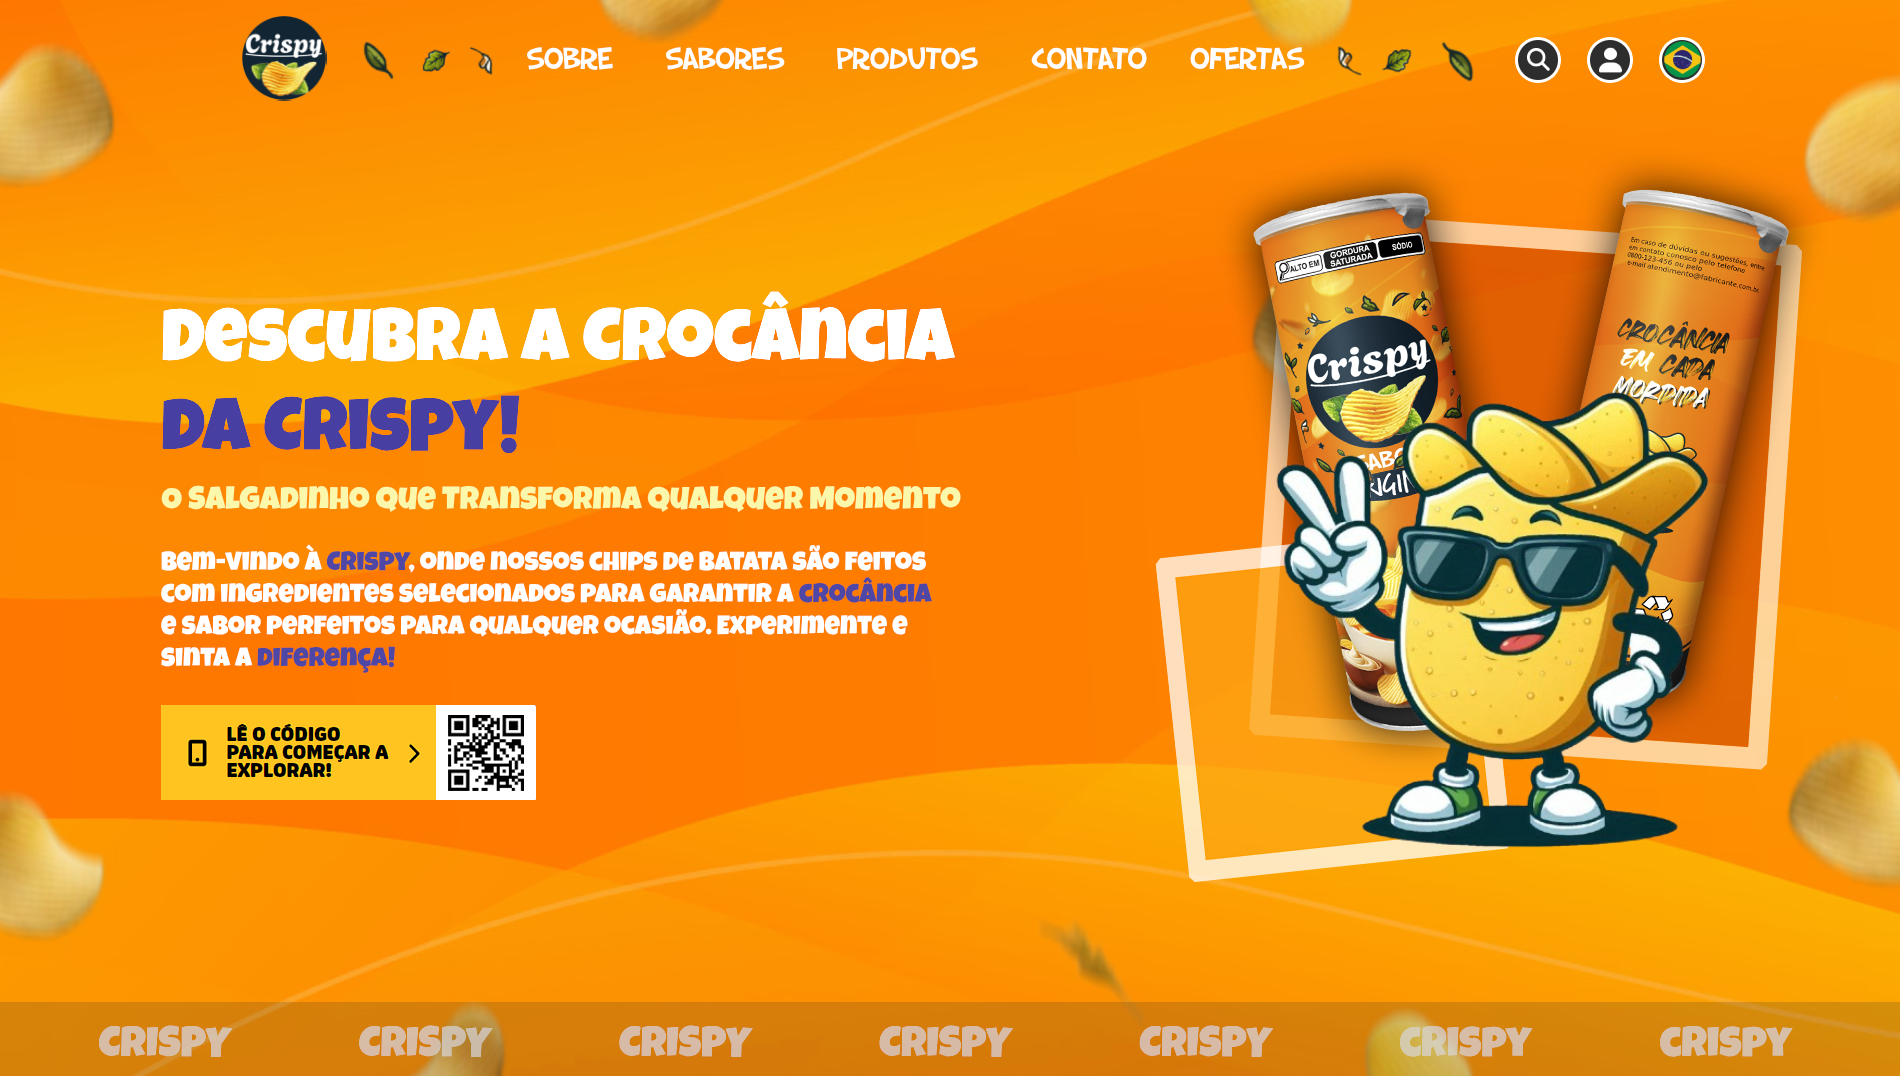 Crispy
SOBRE
SABORES
PRODUTOS
CONTATO
OFERTAS
DESCUBRA A CROCÂNCIA
DA CRISPY!
O SALGADINHO QUE TRANSFORMA QUALQUER MOMENTO
BEM-VINDO À CRISPY, ONDE NOSSOS CHIPS DE BATATA SÃO FEITOS
COM INGREDIENTES SELECIONADOS PARA GARANTIR A CROCÂNCIA
E SABOR PERFEITOS PARA QUALQUER OCASIÃO. EXPERIMENTE E
SINTA A DIFERENÇA!
LÊ O CÓDIGO
PARA COMEÇAR A
EXPLORAR!
ALTO EM
GORDURA
SATURADA
SÓDIO
Crispy
Em caso de dúvidas ou sugestões, entre
em contato conosco pelo telefone
0800-123-456 ou pelo
e-mail atendimento@fabricante.com.br.
CROCÂNCIA
EM CADA
MORDIDA
CRISPY
CRISPY
CRISPY
CRISPY
CRISPY
CRISPY
CRISPY